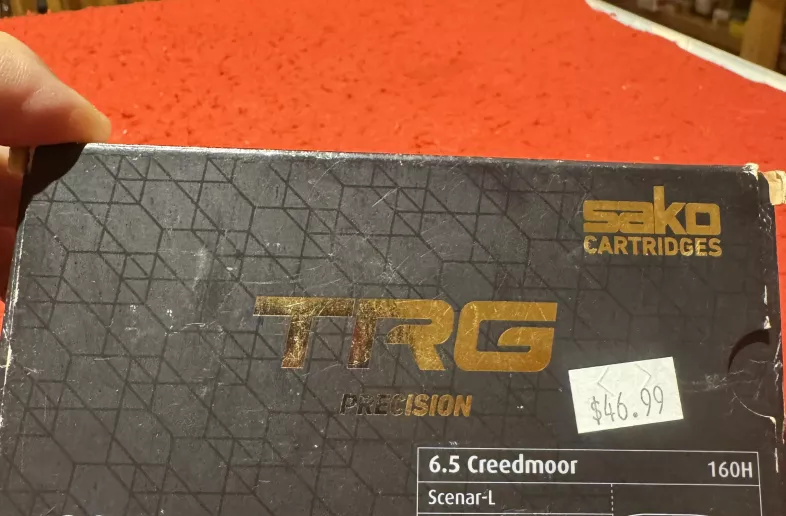 sako
CARTRIDGES
TRG
PRECISION
$46.99
6.5 Creedmoor 160H
Scenar-L